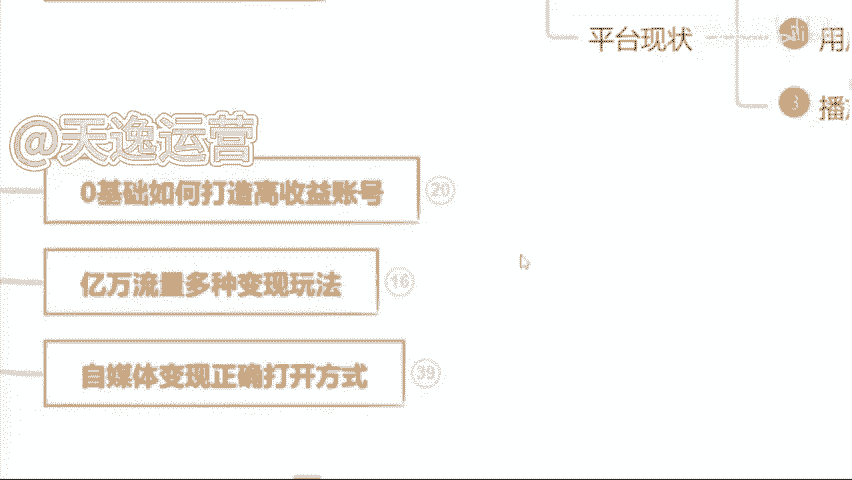 平台现状
用
3 播
@天逸运营
0基础如何打造高收益账号 20
亿万流量多种变现玩法 16
自媒体变现正确打开方式 39